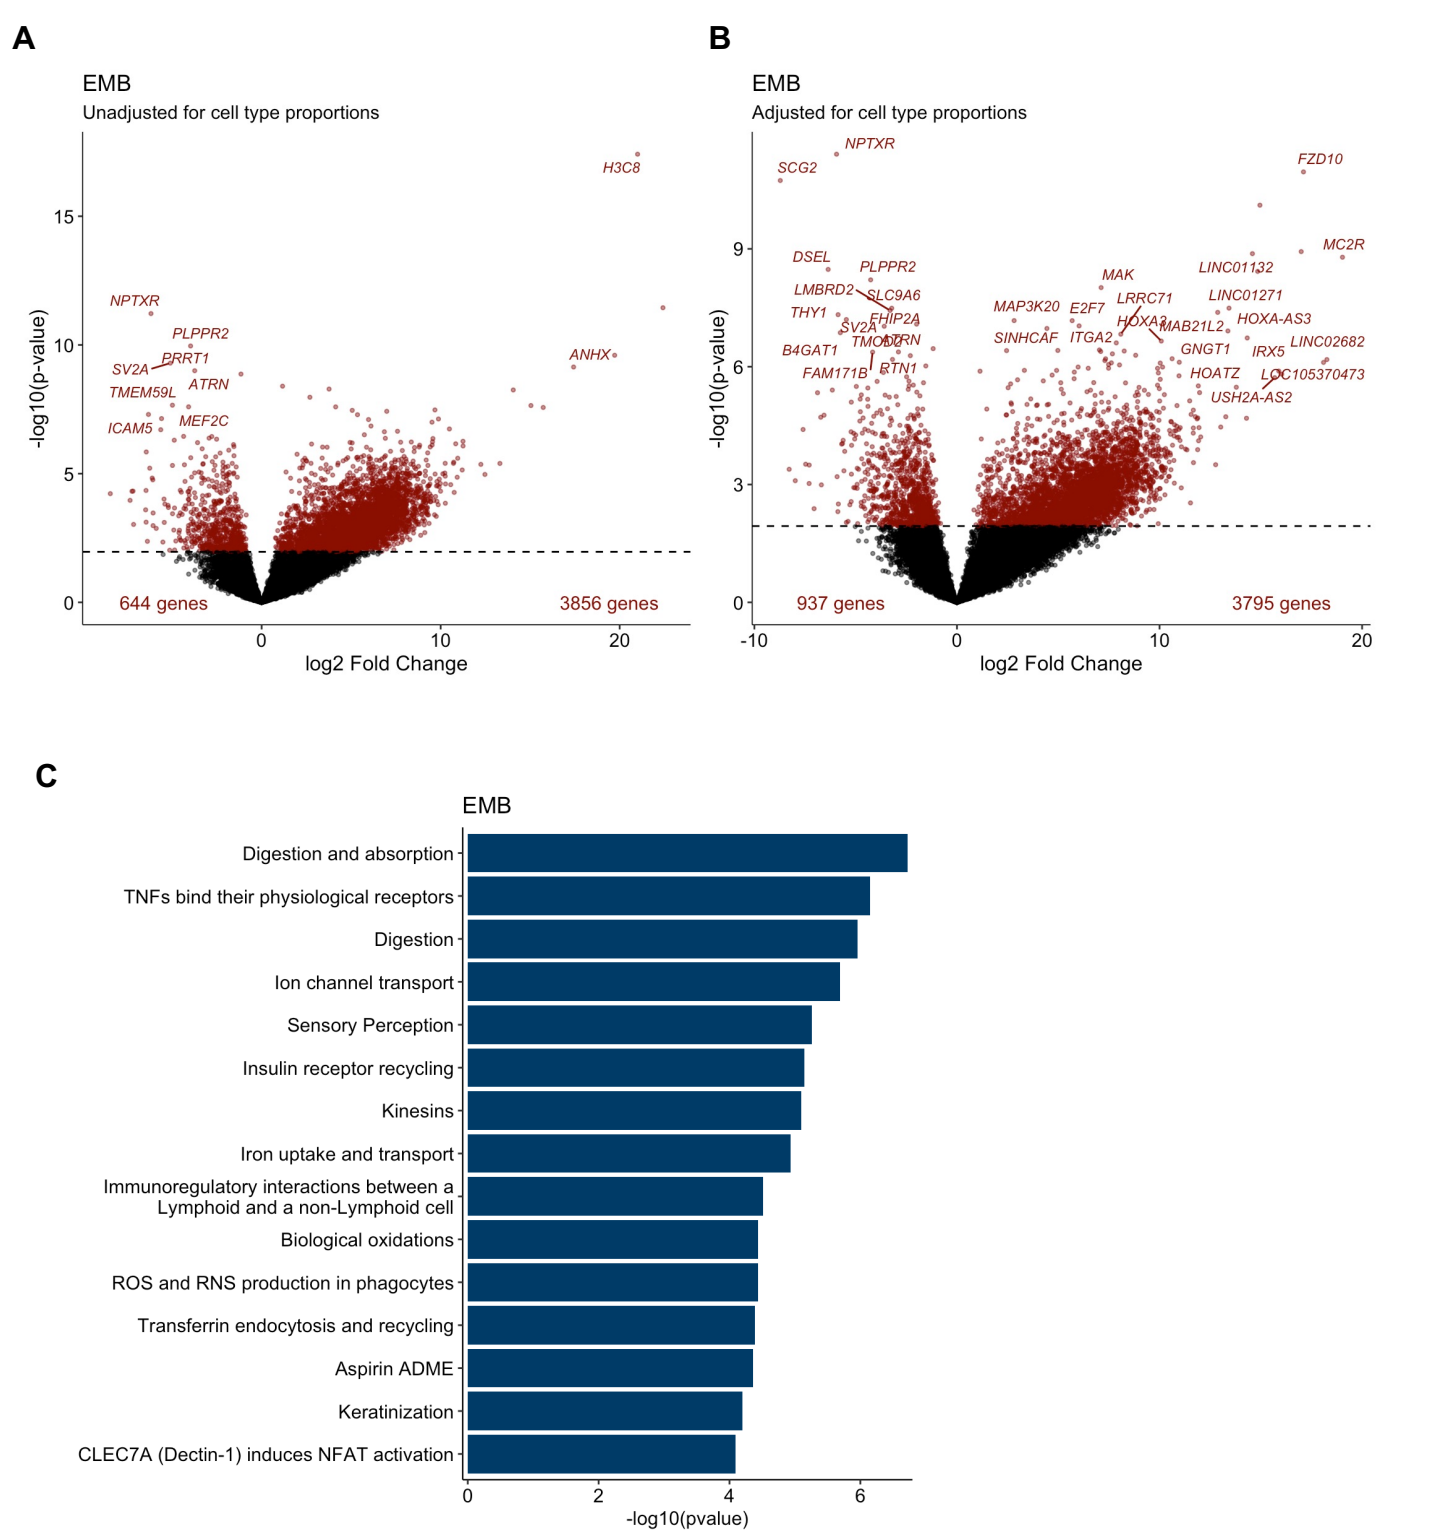 A
EMB
Unadjusted for cell type proportions
H3C8
NPTXR
PLPPR2
PRRT1
SV2A
ATRN
TMEM59L
MEF2C
ICAM5
ANHX
15
10
5
0
-log10(p-value)
644 genes
3856 genes
0
10
20
log2 Fold Change
B
EMB
Adjusted for cell type proportions
NPTXR
SCG2
FZD10
MC2R
DSEL
PLPPR2
LINC01132
MAK
LMBRD2
SLC9A6
LINC01271
LRRC71
THY1
FHIP2A
MAP3K20
E2F7
HOXA3
MAB21L2
HOXA-AS3
SV2A
TMOD2
ATRN
SINHCAF
ITGA2
LINC02682
B4GAT1
GNGT1
IRX5
FAM171B
RTN1
HOATZ
LOC105370473
USH2A-AS2
9
6
3
0
-log10(p-value)
937 genes
3795 genes
-10
0
10
20
log2 Fold Change
C
EMB
Digestion and absorption
TNFs bind their physiological receptors
Digestion
Ion channel transport
Sensory Perception
Insulin receptor recycling
Kinesins
Iron uptake and transport
Immunoregulatory interactions between a
Lymphoid and a non-Lymphoid cell
Biological oxidations
ROS and RNS production in phagocytes
Transferrin endocytosis and recycling
Aspirin ADME
Keratinization
CLEC7A (Dectin-1) induces NFAT activation
0
2
4
6
-log10(pvalue)